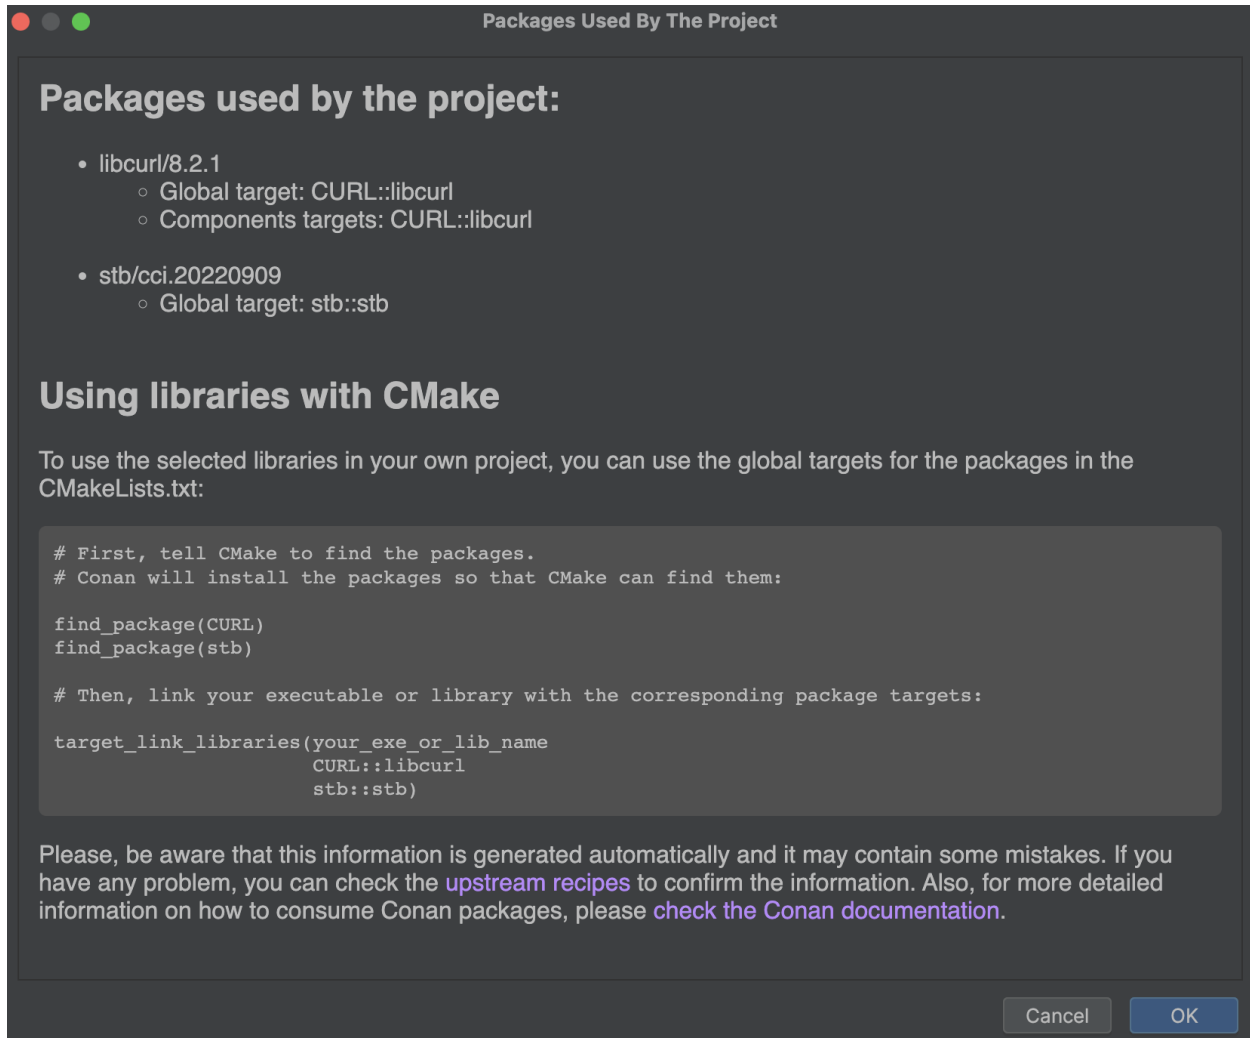 Packages Used By The Project
Packages used by the project:
• libcurl/8.2.1
◦ Global target: CURL::libcurl
◦ Components targets: CURL::libcurl
• stb/cci.20220909
◦ Global target: stb::stb
Using libraries with CMake
To use the selected libraries in your own project, you can use the global targets for the packages in the
CMakeLists.txt:
# First, tell CMake to find the packages.
# Conan will install the packages so that CMake can find them:
find_package(CURL)
find_package(stb)
# Then, link your executable or library with the corresponding package targets:
target_link_libraries(your_exe_or_lib_name
CURL::libcurl
stb::stb)
Please, be aware that this information is generated automatically and it may contain some mistakes. If you
have any problem, you can check the upstream recipes to confirm the information. Also, for more detailed
information on how to consume Conan packages, please check the Conan documentation.
Cancel OK